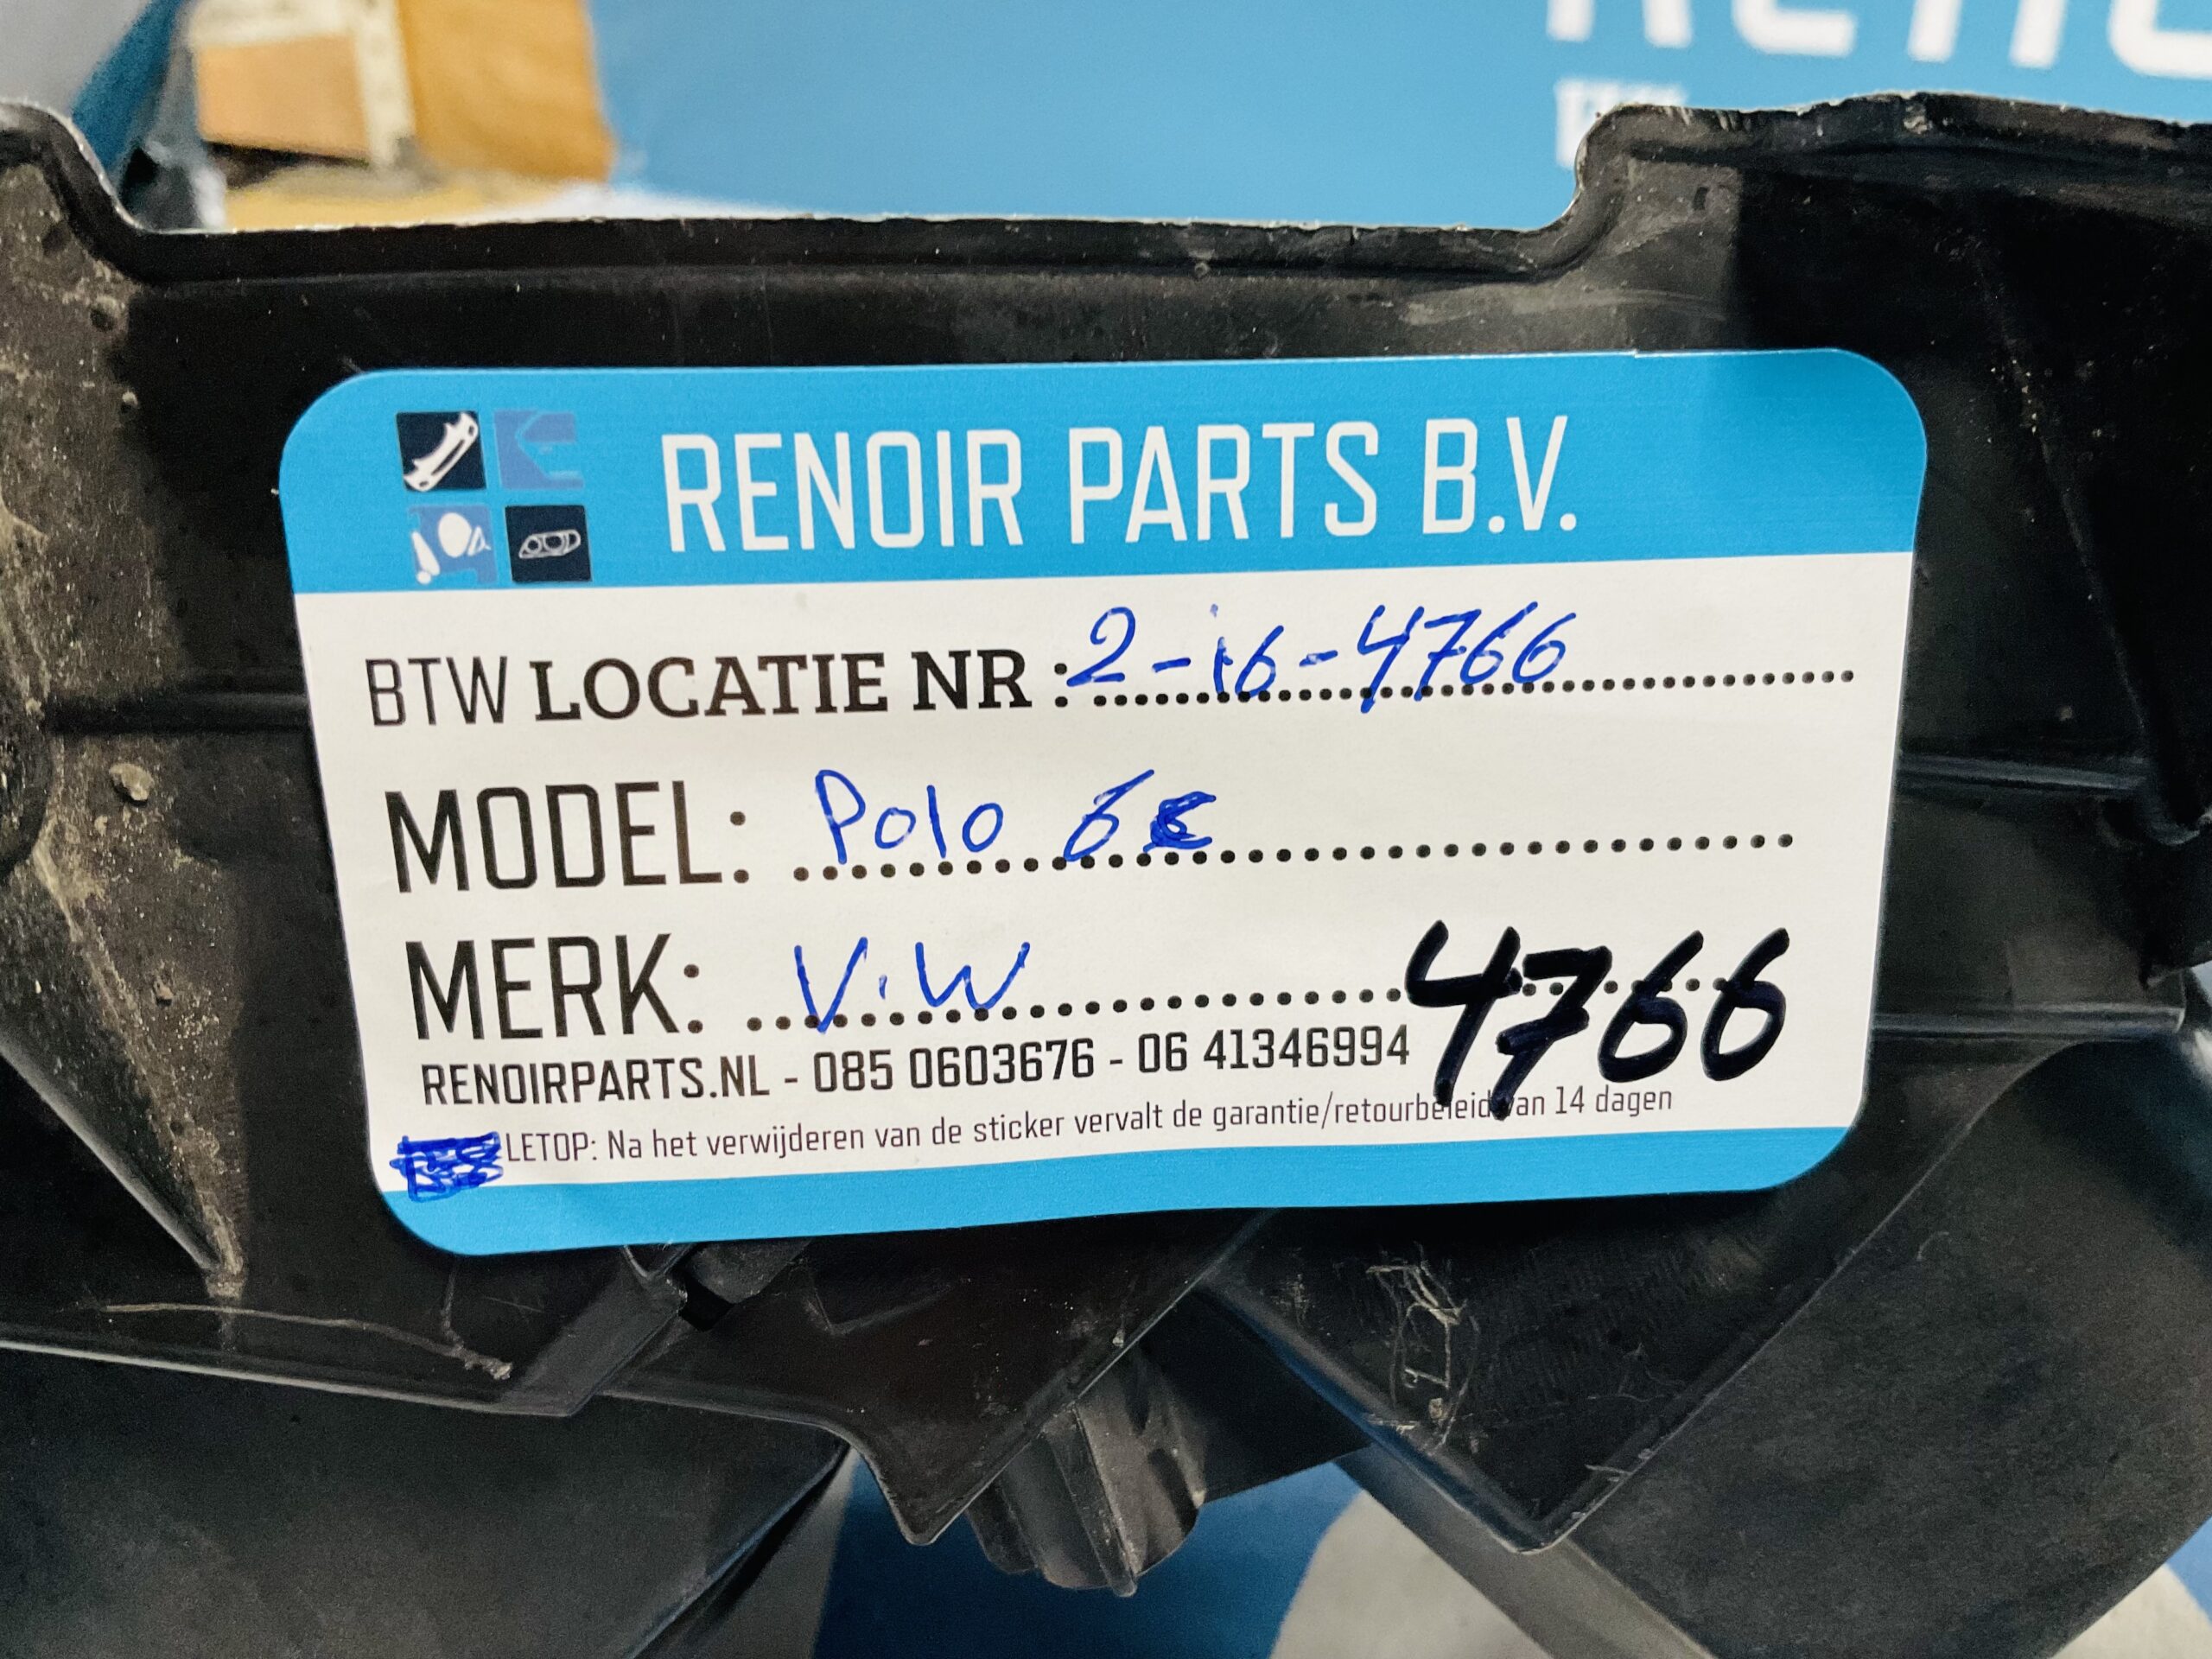 RENOIR PARTS B.V.
BTW LOCATIE NR : 2-16-4766
MODEL: Polo 6C
MERK: V.W
4766
RENOIRPARTS.NL - 085 0603676 - 06 41346994
LETOP: Na het verwijderen van de sticker vervalt de garantie/retourbeleid van 14 dagen